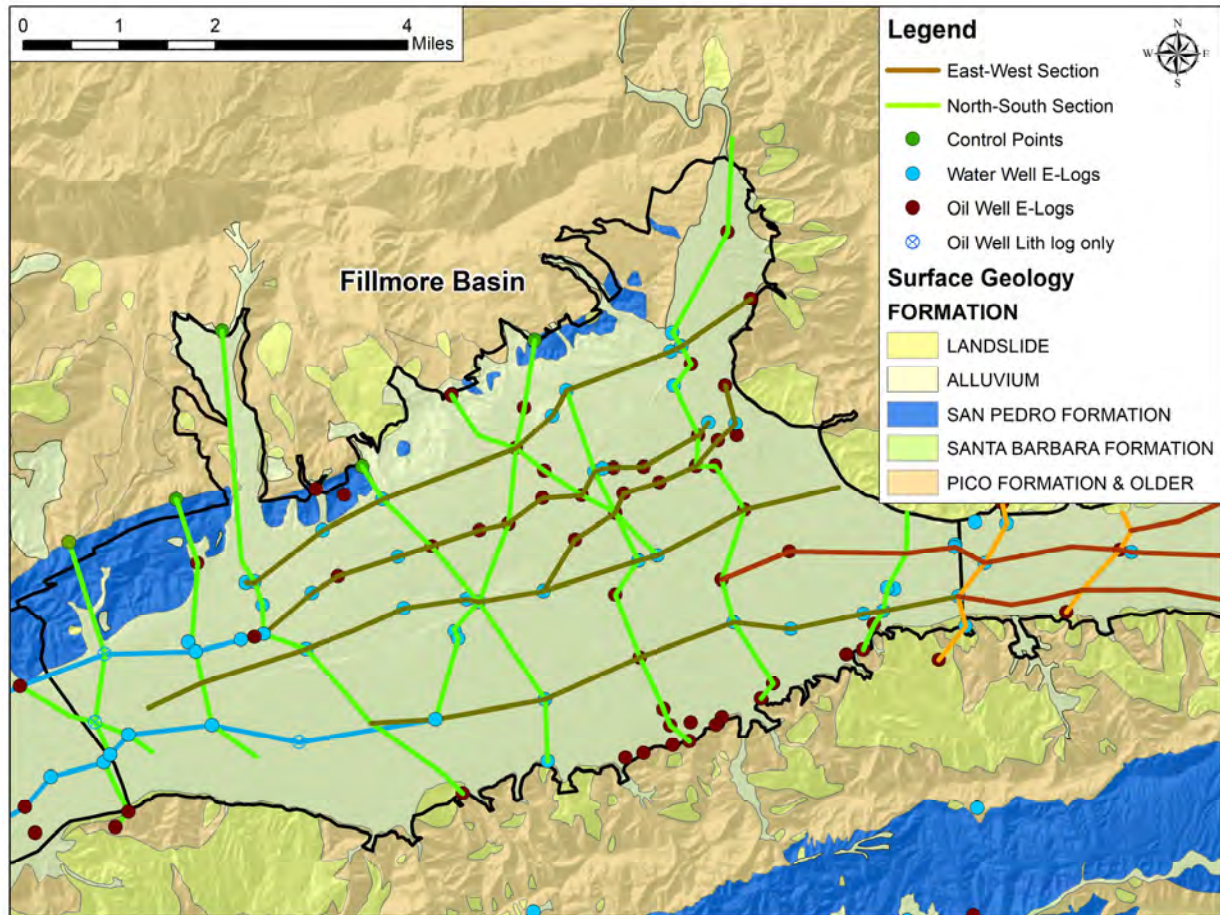 0 1 2 4
Miles
Fillmore Basin
Legend
N
W E
S
East-West Section
North-South Section
Control Points
Water Well E-Logs
Oil Well E-Logs
Oil Well Lith log only
Surface Geology
FORMATION
LANDSLIDE
ALLUVIUM
SAN PEDRO FORMATION
SANTA BARBARA FORMATION
PICO FORMATION & OLDER